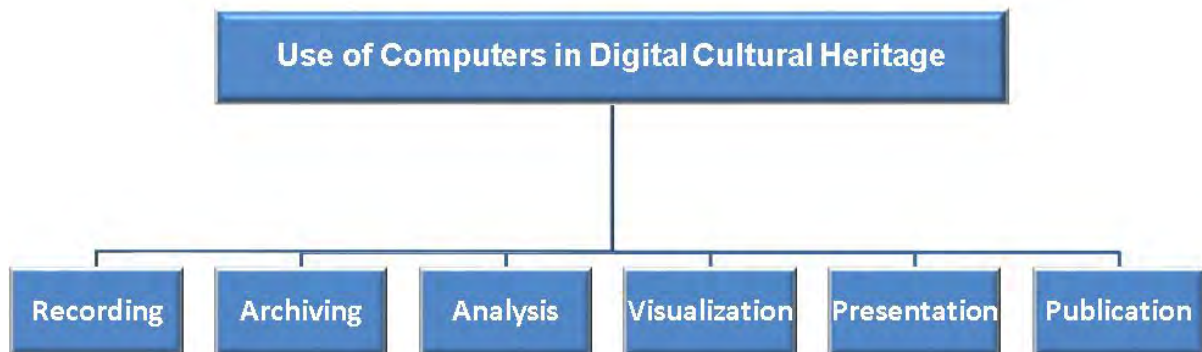 Use of Computers in Digital Cultural Heritage
Recording
Archiving
Analysis
Visualization
Presentation
Publication